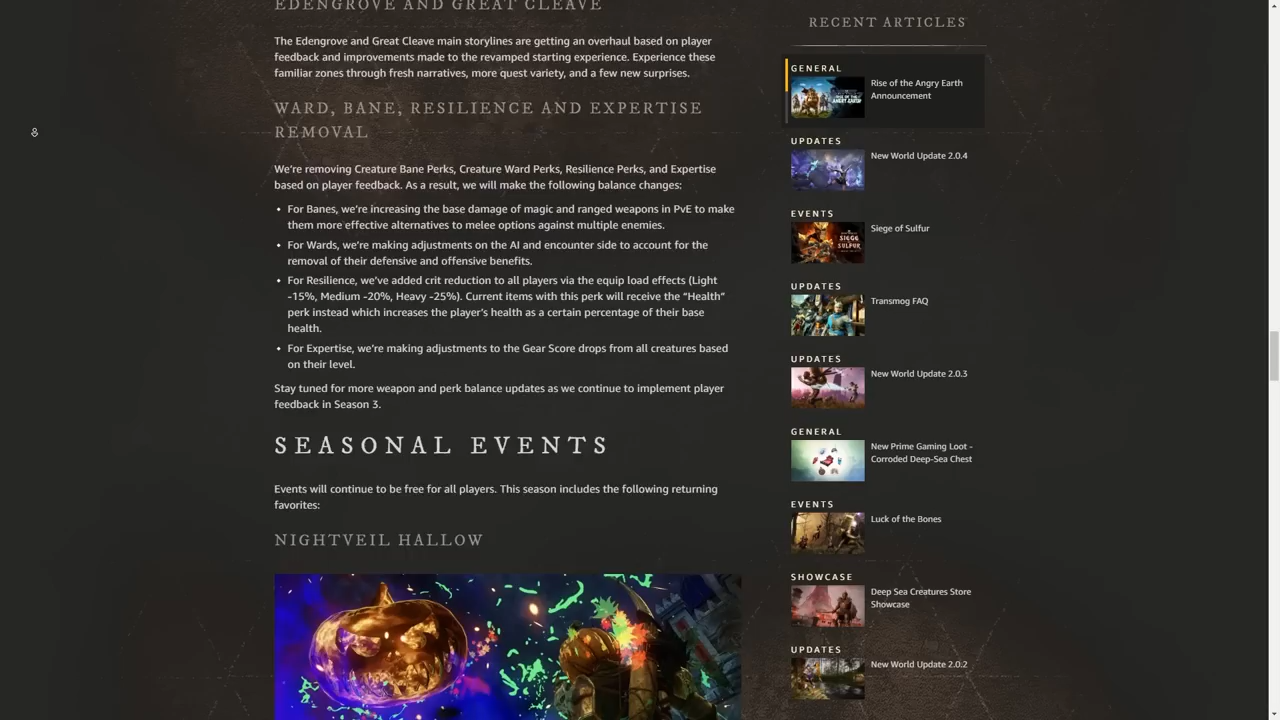 EDENGROVE AND GREAT CLEAVE
The Edengrove and Great Cleave main storylines are getting an overhaul based on player
feedback and improvements made to the revamped starting experience. Experience these
familiar zones through fresh narratives, more quest variety, and a few new surprises.
WARD, BANE, RESILIENCE AND EXPERTISE
REMOVAL
We’re removing Creature Bane Perks, Creature Ward Perks, Resilience Perks, and Expertise
based on player feedback. As a result, we will make the following balance changes:
• For Banes, we’re increasing the base damage of magic and ranged weapons in PvE to make
them more effective alternatives to melee options against multiple enemies.
• For Wards, we’re making adjustments on the AI and encounter side to account for the
removal of their defensive and offensive benefits.
• For Resilience, we’ve added crit reduction to all players via the equip load effects (Light
-15%, Medium -20%, Heavy -25%). Current items with this perk will receive the “Health”
perk instead which increases the player’s health as a certain percentage of their base
health.
• For Expertise, we’re making adjustments to the Gear Score drops from all creatures based
on their level.
Stay tuned for more weapon and perk balance updates as we continue to implement player
feedback in Season 3.
SEASONAL EVENTS
Events will continue to be free for all players. This season includes the following returning
favorites:
NIGHTVEIL HALLOW
RECENT ARTICLES
GENERAL
Rise of the Angry Earth
Announcement
UPDATES
New World Update 2.0.4
EVENTS
Siege of Sulfur
UPDATES
Transmog FAQ
UPDATES
New World Update 2.0.3
GENERAL
New Prime Gaming Loot -
Corroded Deep-Sea Chest
EVENTS
Luck of the Bones
SHOWCASE
Deep Sea Creatures Store
Showcase
UPDATES
New World Update 2.0.2